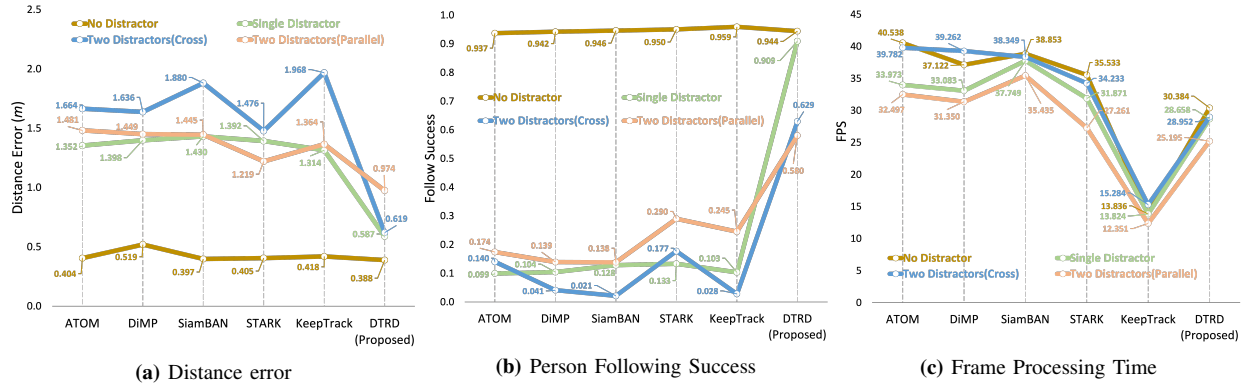 2.5
No Distractor
Single Distractor
Two Distractors(Cross)
Two Distractors(Parallel)
2.0
1.5
1.0
0.5
0.0
Distance Error (m)
1.664
1.636
1.880
1.476
1.968
1.481
1.449
1.445
1.392
1.364
1.352
1.398
1.430
1.219
1.314
0.974
0.619
0.587
0.404
0.519
0.397
0.405
0.418
0.388
ATOM
DiMP
SiamBAN
STARK
KeepTrack
DTRD
(Proposed)
(a) Distance error
1.0
0.9
0.8
0.7
0.6
0.5
0.4
0.3
0.2
0.1
0.0
Follow Success
0.937
0.942
0.946
0.950
0.959
0.944
0.909
No Distractor
Single Distractor
Two Distractors(Cross)
Two Distractors(Parallel)
0.629
0.580
0.174
0.139
0.138
0.290
0.245
0.140
0.104
0.128
0.177
0.103
0.099
0.041
0.021
0.133
0.028
ATOM
DiMP
SiamBAN
STARK
KeepTrack
DTRD
(Proposed)
(b) Person Following Success
45
40
35
30
25
20
15
10
5
0
FPS
40.538
39.262
38.349
38.853
39.782
37.122
35.533
34.233
33.973
33.083
37.749
31.871
32.497
31.350
35.435
27.261
30.384
28.658
28.952
25.195
15.284
13.836
13.824
12.351
No Distractor
Single Distractor
Two Distractors(Cross)
Two Distractors(Parallel)
ATOM
DiMP
SiamBAN
STARK
KeepTrack
DTRD
(Proposed)
(c) Frame Processing Time